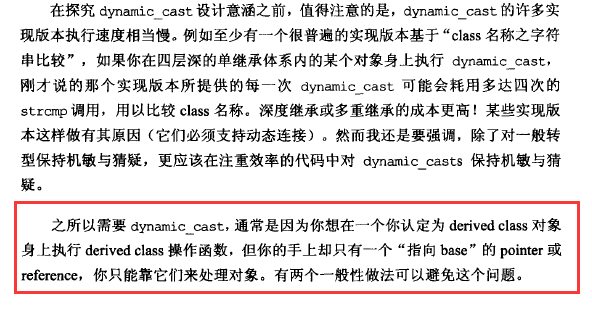 在探究 dynamic_cast 设计意涵之前，值得注意的是，dynamic_cast 的许多实
现版本执行速度相当慢。例如至少有一个很普遍的实现版本基于“class 名称之字符
串比较”，如果你在四层深的单继承体系内的某个对象身上执行 dynamic_cast，
刚才说的那个实现版本所提供的每一次 dynamic_cast 可能会耗用多达四次的
strcmp 调用，用以比较 class 名称。深度继承或多重继承的成本更高！某些实现版
本这样做有其原因（它们必须支持动态连接）。然而我还是要强调，除了对一般转
型保持机敏与猜疑，更应该在注重效率的代码中对 dynamic_casts 保持机敏与猜
疑。
之所以需要 dynamic_cast，通常是因为你想在一个你认定为 derived class 对象
身上执行 derived class 操作函数，但你的手上却只有一个“指向 base”的 pointer 或
reference，你只能靠它们来处理对象。有两个一般性做法可以避免这个问题。